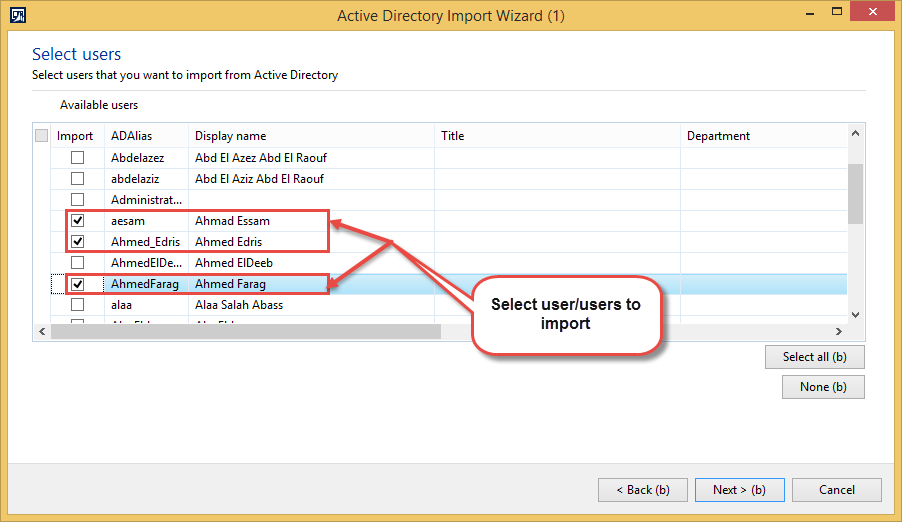 Active Directory Import Wizard (1)
Select users
Select users that you want to import from Active Directory
Available users
Import ADAlias Display name Title Department
Abdelazez Abd El Azez Abd El Raouf
abdelaziz Abd El Aziz Abd El Raouf
Administrat...
aesam Ahmad Essam
Ahmed_Edris Ahmed Edris
AhmedElDe... Ahmed ElDeeb
AhmedFarag Ahmed Farag
alaa Alaa Salah Abass
Select user/users to
import
Select all (b)
None (b)
< Back (b) Next > (b) Cancel